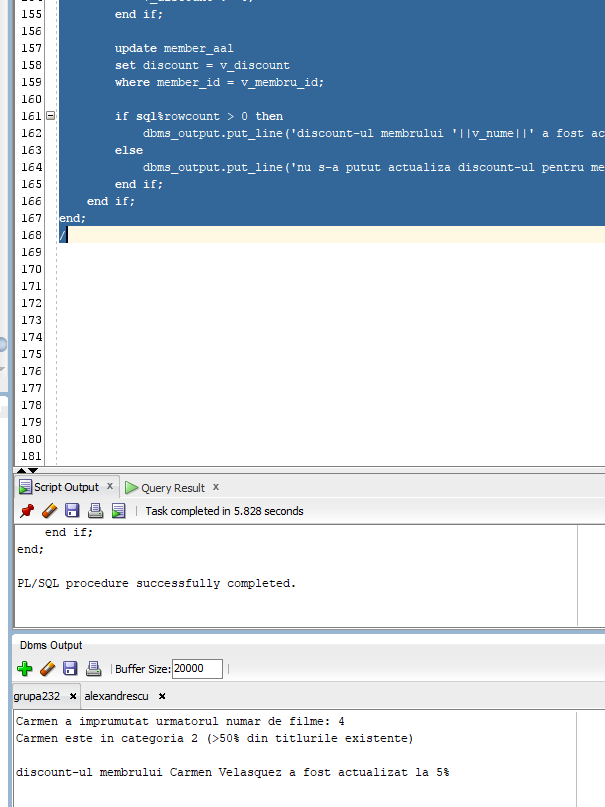 155 end if;
156
157 update member_aal
158 set discount = v_discount
159 where member_id = v_membru_id;
160
161 if sql%rowcount > 0 then
162 dbms_output.put_line('discount-ul membrului '||v_nume||' a fost ac
163 else
164 dbms_output.put_line('nu s-a putut actualiza discount-ul pentru me
165 end if;
166 end if;
167 end;
168 /
169
170
171
172
173
174
175
176
177
178
179
180
181
Script Output x Query Result x
Task completed in 5.828 seconds
end if;
end;
PL/SQL procedure successfully completed.
Dbms Output
Buffer Size: 20000
grupa232 x alexandrescu x
Carmen a imprumutat urmatorul numar de filme: 4
Carmen este in categoria 2 (>50% din titlurile existente)
discount-ul membrului Carmen Velasquez a fost actualizat la 5%